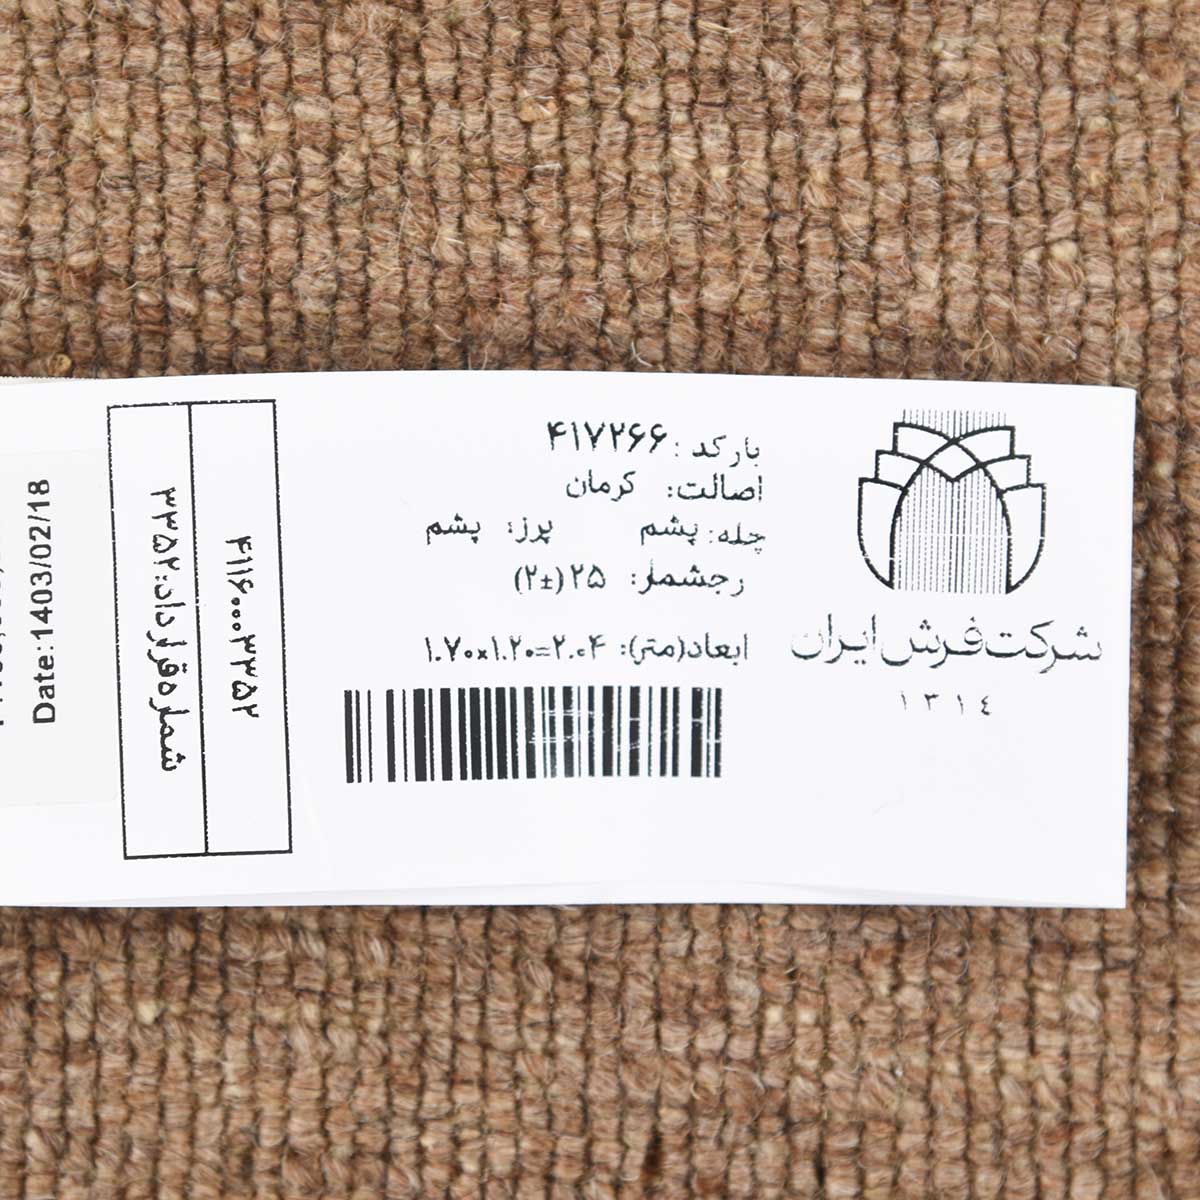 بارکد: ۴۱۷۲۶۶
اصالت: کرمان
چله: پشم پرز: پشم
رجشمار: ۲۵(±۲)
ابعاد(متر): ۱.۷۰x۱.۲۰=۲.۰۴
شرکت فرش ایران
۱۳۱٤
۴۱۱۶۰۰۰۳۳۵۲
شماره قرارداد: ۳۳۵۲
Date:1403/02/18